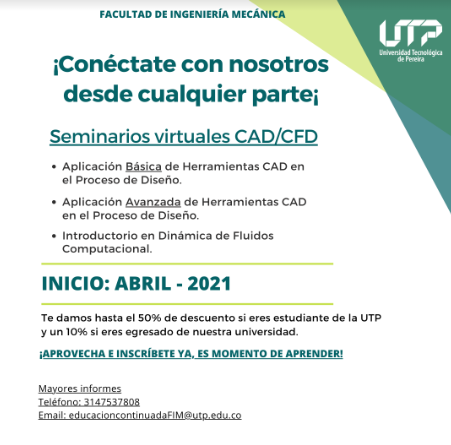 FACULTAD DE INGENIERÍA MECÁNICA
UTP
Universidad Tecnológica
de Pereira
¡Conéctate con nosotros
desde cualquier parte¡
Seminarios virtuales CAD/CFD
• Aplicación Básica de Herramientas CAD en
el Proceso de Diseño.
• Aplicación Avanzada de Herramientas CAD
en el Proceso de Diseño.
• Introductorio en Dinámica de Fluidos
Computacional.
INICIO: ABRIL - 2021
Te damos hasta el 50% de descuento si eres estudiante de la UTP
y un 10% si eres egresado de nuestra universidad.
¡APROVECHA E INSCRÍBETE YA, ES MOMENTO DE APRENDER!
Mayores informes
Teléfono: 3147537808
Email: educacioncontinuadaFIM@utp.edu.co